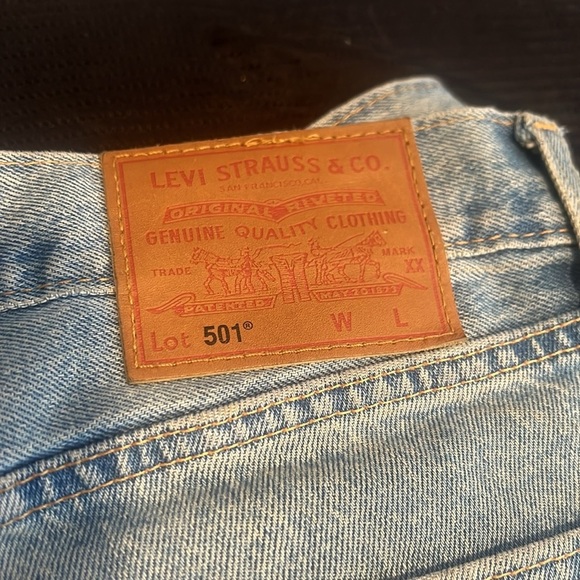 LEVI STRAUSS & CO.
SAN FRANCISCO, CAL.
ORIGINAL RIVETED
GENUINE QUALITY CLOTHING
TRADE MARK
XX
PATENTED MAY 20 1873
Lot 501® W L